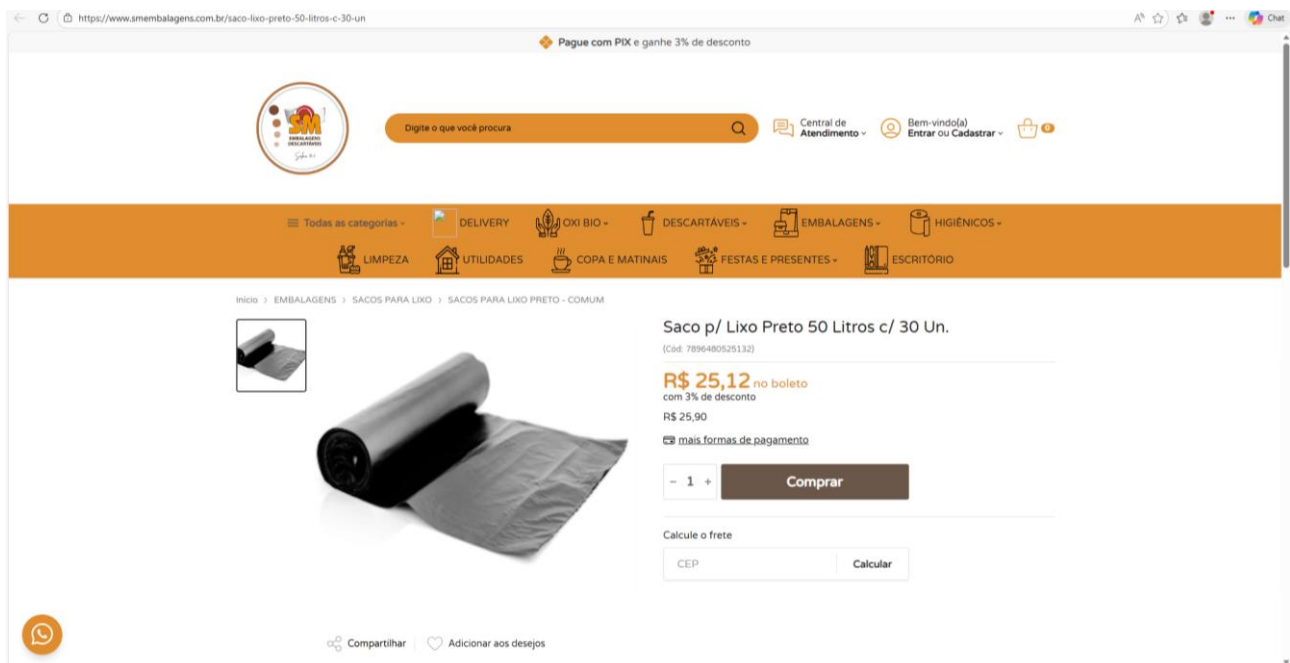 https://www.smembalagens.com.br/saco-lixo-preto-50-litros-c-30-un
Chat
Pague com PIX e ganhe 3% de desconto
SM
EMBALAGENS
DESCARTÁVEIS
Digite o que você procura
Central de
Atendimento
Bem-vindo(a)
Entrar ou Cadastrar
0
Todas as categorias
DELIVERY
OXI BIO
DESCARTÁVEIS
EMBALAGENS
HIGIÊNICOS
LIMPEZA
UTILIDADES
COPA E MATINAIS
FESTAS E PRESENTES
ESCRITÓRIO
Início > EMBALAGENS > SACOS PARA LIXO > SACOS PARA LIXO PRETO - COMUM
Saco p/ Lixo Preto 50 Litros c/ 30 Un.
(Cód: 7896480525132)
R$ 25,12 no boleto
com 3% de desconto
R$ 25,90
mais formas de pagamento
- 1 +
Comprar
Calcule o frete
CEP
Calcular
Compartilhar
Adicionar aos desejos